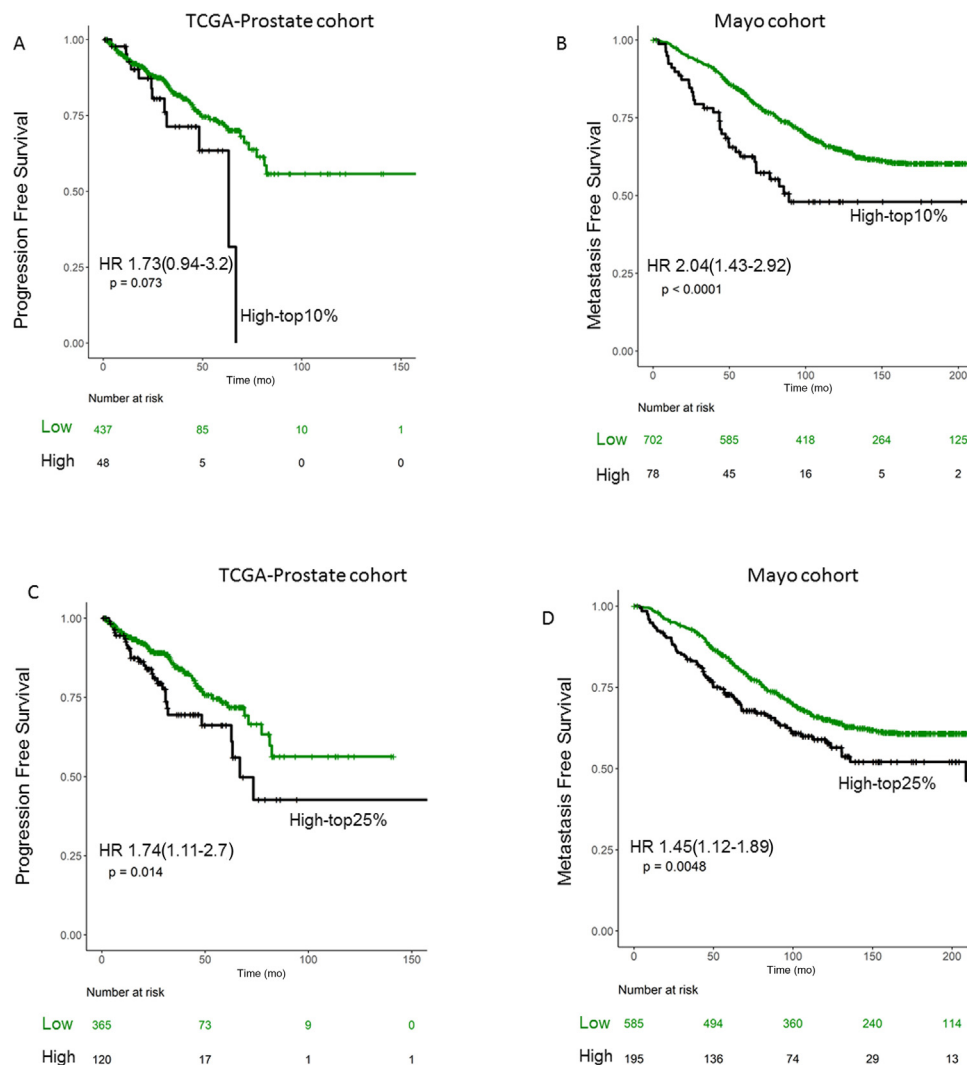 TCGA-Prostate cohort
A
Progression Free Survival
1.00
0.75
0.50
0.25
0.00
HR 1.73(0.94-3.2)
p = 0.073
High-top10%
0 50 100 150
Time (mo)
Number at risk
Low 437 85 10 1
High 48 5 0 0
Mayo cohort
B
Metastasis Free Survival
1.00
0.75
0.50
0.25
0.00
High-top10%
HR 2.04(1.43-2.92)
p < 0.0001
0 50 100 150 200
Time (mo)
Number at risk
Low 702 585 418 264 125
High 78 45 16 5 2
TCGA-Prostate cohort
C
Progression Free Survival
1.00
0.75
0.50
0.25
0.00
High-top25%
HR 1.74(1.11-2.7)
p = 0.014
0 50 100 150
Time (mo)
Number at risk
Low 365 73 9 0
High 120 17 1 1
Mayo cohort
D
Metastasis Free Survival
1.00
0.75
0.50
0.25
0.00
High-top25%
HR 1.45(1.12-1.89)
p = 0.0048
0 50 100 150 200
Time (mo)
Number at risk
Low 585 494 360 240 114
High 195 136 74 29 13